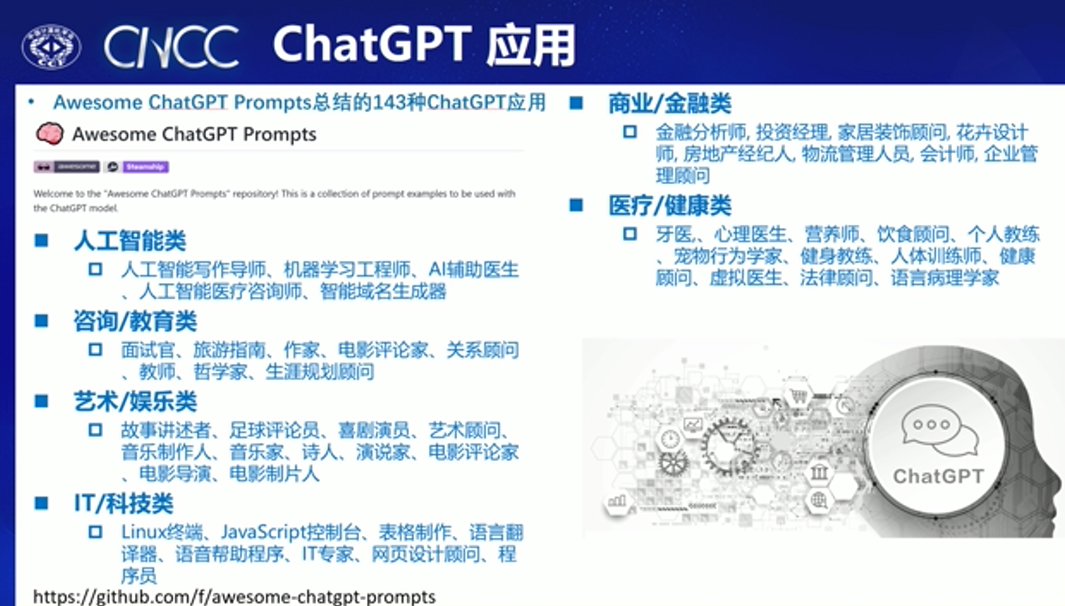 CNCC
ChatGPT 应用
• Awesome ChatGPT Prompts总结的143种ChatGPT应用
Awesome ChatGPT Prompts
awesome Steamship
Welcome to the "Awesome ChatGPT Prompts" repository! This is a collection of prompt examples to be used with
the ChatGPT model.
人工智能类
人工智能写作导师、机器学习工程师、AI辅助医生
、人工智能医疗咨询师、智能域名生成器
咨询/教育类
面试官、旅游指南、作家、电影评论家、关系顾问
、教师、哲学家、生涯规划顾问
艺术/娱乐类
故事讲述者、足球评论员、喜剧演员、艺术顾问、
音乐制作人、音乐家、诗人、演说家、电影评论家
、电影导演、电影制片人
IT/科技类
Linux终端、JavaScript控制台、表格制作、语言翻
译器、语音帮助程序、IT专家、网页设计顾问、程
序员
https://github.com/f/awesome-chatgpt-prompts
商业/金融类
金融分析师, 投资经理, 家居装饰顾问, 花卉设计
师, 房地产经纪人, 物流管理人员, 会计师, 企业管
理顾问
医疗/健康类
牙医,、心理医生、营养师、饮食顾问、个人教练
、宠物行为学家、健身教练、人体训练师、健康
顾问、虚拟医生、法律顾问、语言病理学家
ChatGPT